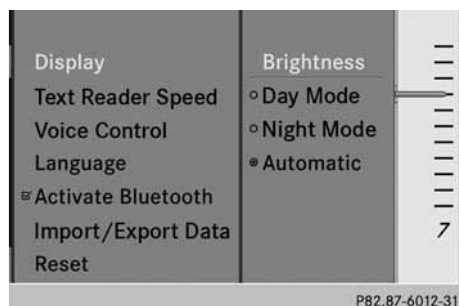 Display
Text Reader Speed
Voice Control
Language
Activate Bluetooth
Import/Export Data
Reset
Brightness
Day Mode
Night Mode
Automatic
7
P82.87-6012-31